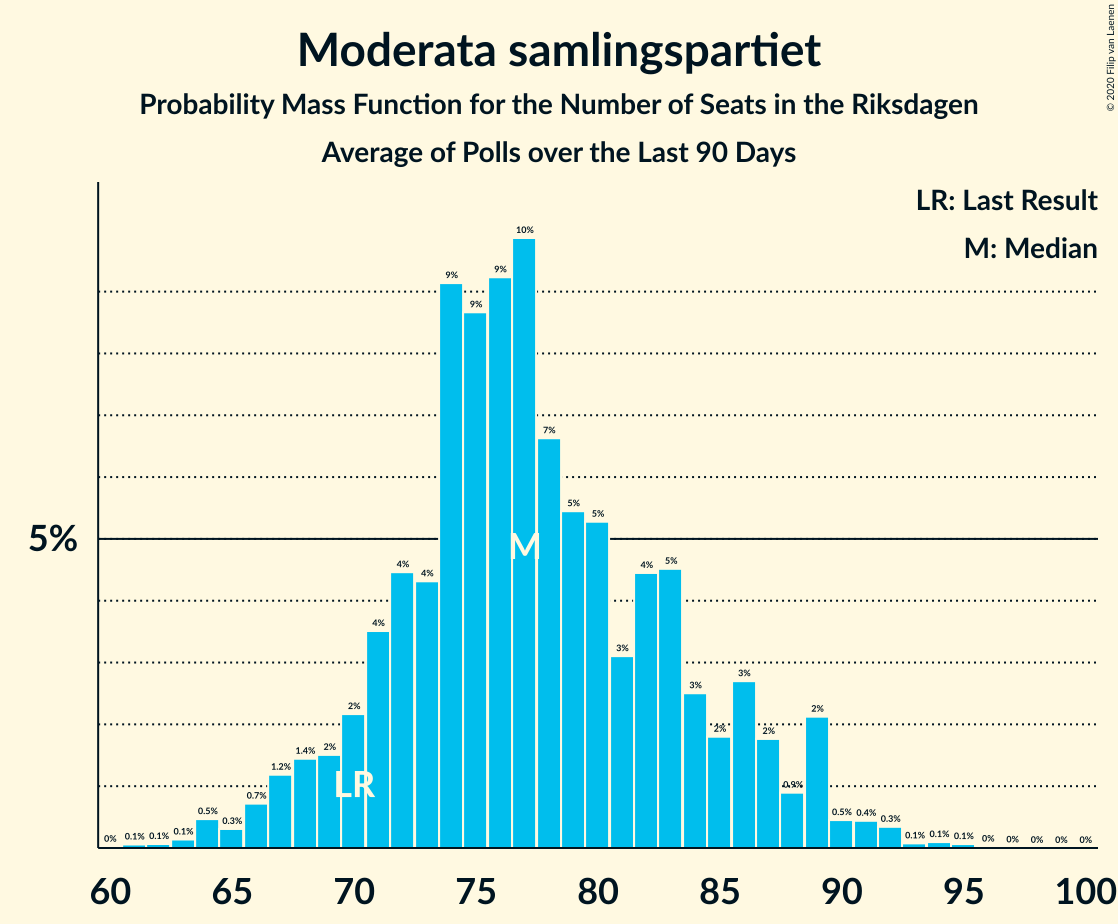 Moderata samlingspartiet
Probability Mass Function for the Number of Seats in the Riksdagen
Average of Polls over the Last 90 Days
© 2020 Filip van Laenen
LR: Last Result
M: Median
5%
0% 0.1% 0.1% 0.1% 0.5% 0.3% 0.7% 1.2% 1.4% 2% 2% 4% 4% 4% 9% 9% 9% 10% 7% 5% 5% 3% 4% 5% 3% 2% 3% 2% 0.9% 2% 0.5% 0.4% 0.3% 0.1% 0.1% 0.1% 0% 0% 0% 0% 0%
M
LR
60 65 70 75 80 85 90 95 100